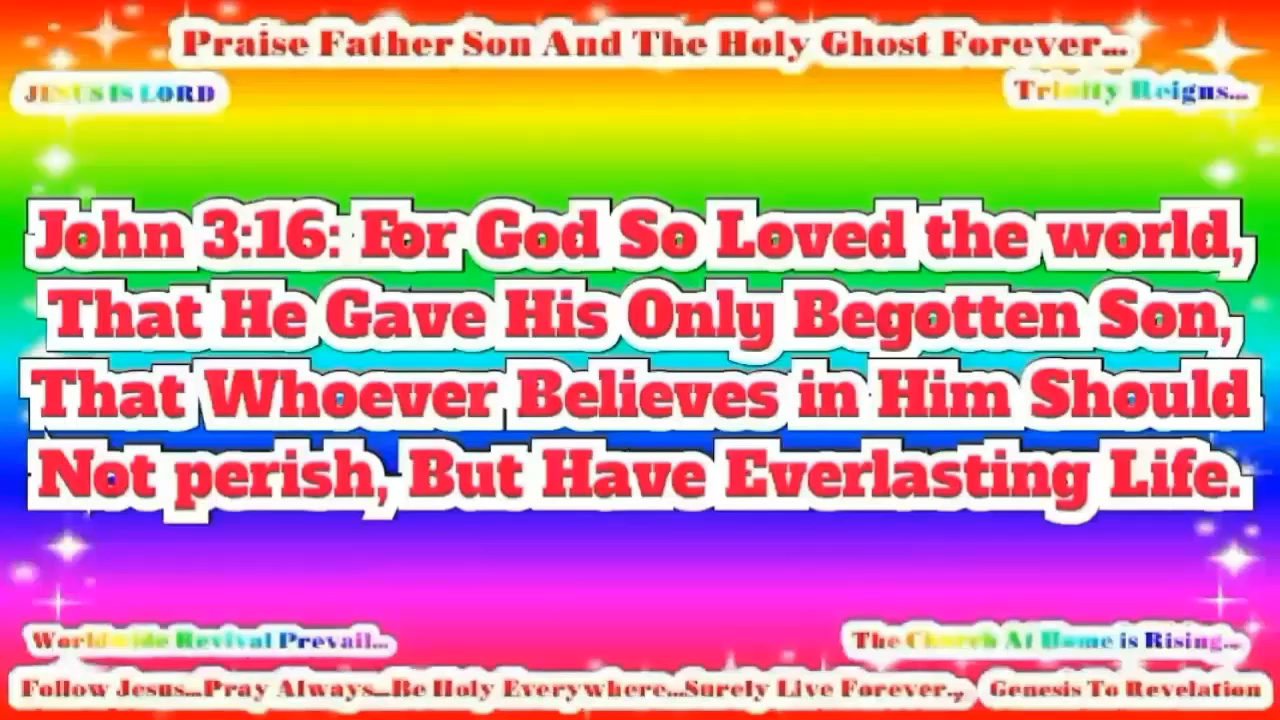 Praise Father Son And The Holy Ghost Forever...
JESUS IS LORD
Trinity Reigns...
John 3:16: For God So Loved the world,
That He Gave His Only Begotten Son,
That Whoever Believes in Him Should
Not perish, But Have Everlasting Life.
Worldwide Revival Prevail...
The Church At Home is Rising...
Follow Jesus...Pray Always...Be Holy Everywhere...Surely Live Forever.,, Genesis To Revelation